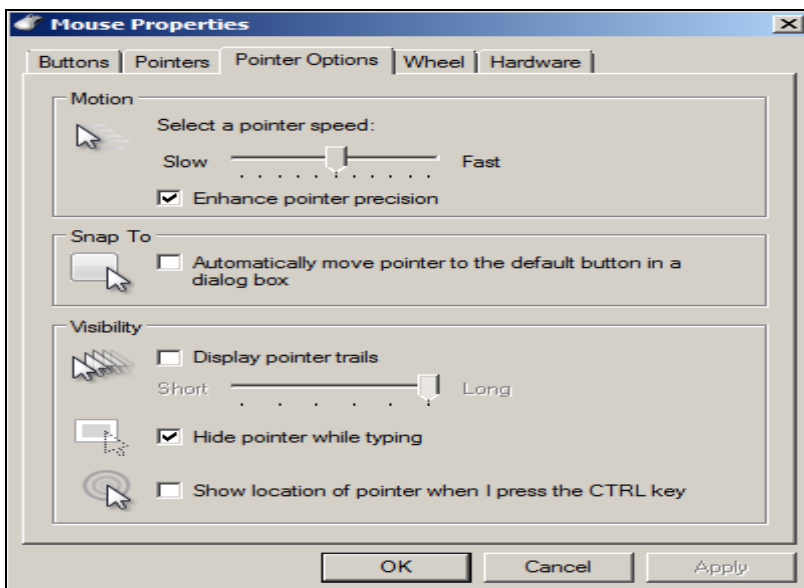 Mouse Properties
Buttons Pointers Pointer Options Wheel Hardware
Motion
Select a pointer speed:
Slow Fast
Enhance pointer precision
Snap To
Automatically move pointer to the default button in a
dialog box
Visibility
Display pointer trails
Short Long
Hide pointer while typing
Show location of pointer when I press the CTRL key
OK Cancel Apply